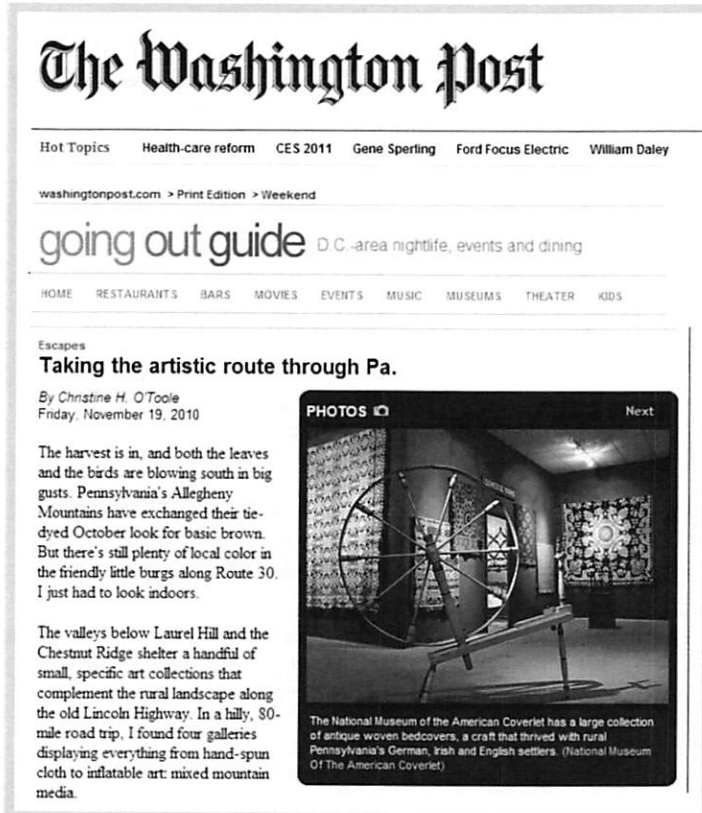 The Washington Post
Hot Topics Health-care reform CES 2011 Gene Sperling Ford Focus Electric William Daley
washingtonpost.com > Print Edition > Weekend
going out guide D.C.-area nightlife, events and dining
HOME RESTAURANTS BARS MOVIES EVENTS MUSIC MUSEUMS THEATER KIDS
Escapes
Taking the artistic route through Pa.
By Christine H. O'Toole
Friday, November 19, 2010
The harvest is in, and both the leaves
and the birds are blowing south in big
gusts. Pennsylvania's Allegheny
Mountains have exchanged their tie-
dyed October look for basic brown.
But there's still plenty of local color in
the friendly little burgs along Route 30.
I just had to look indoors.
The valleys below Laurel Hill and the
Chestnut Ridge shelter a handful of
small, specific art collections that
complement the rural landscape along
the old Lincoln Highway. In a hilly, 80-
mile road trip, I found four galleries
displaying everything from hand-spun
cloth to inflatable art: mixed mountain
media.
PHOTOS Next
The National Museum of the American Coverlet has a large collection
of antique woven bedcovers, a craft that thrived with rural
Pennsylvania's German, Irish and English settlers. (National Museum
Of The American Coverlet)